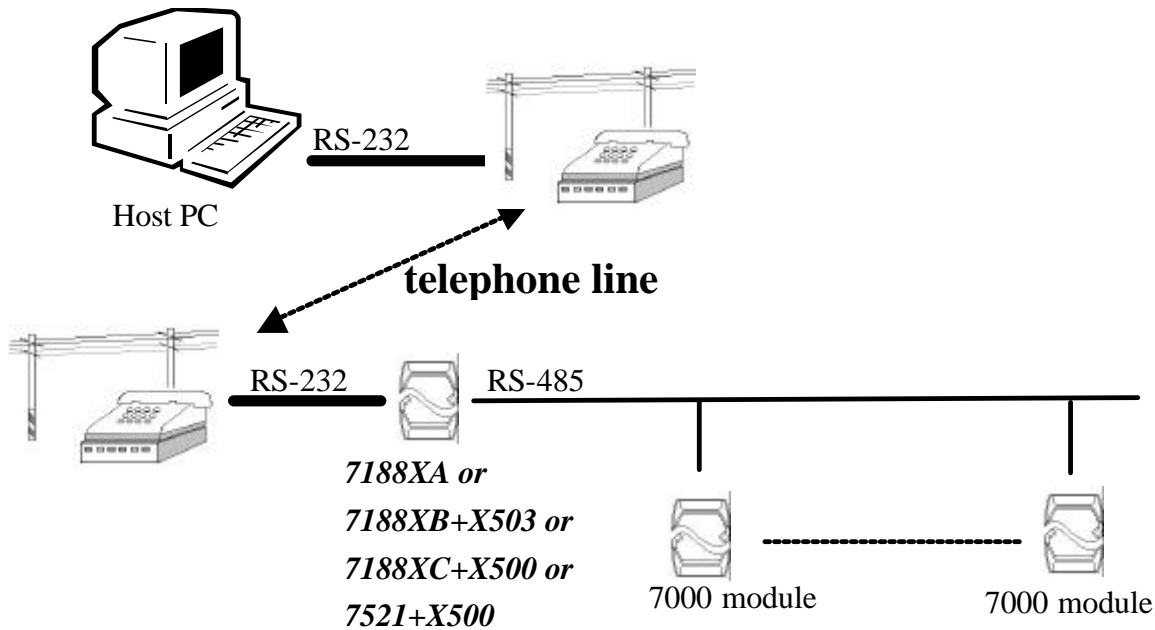 RS-232
Host PC
telephone line
RS-232
RS-485
7188XA or
7188XB+X503 or
7188XC+X500 or
7521+X500
7000 module
7000 module